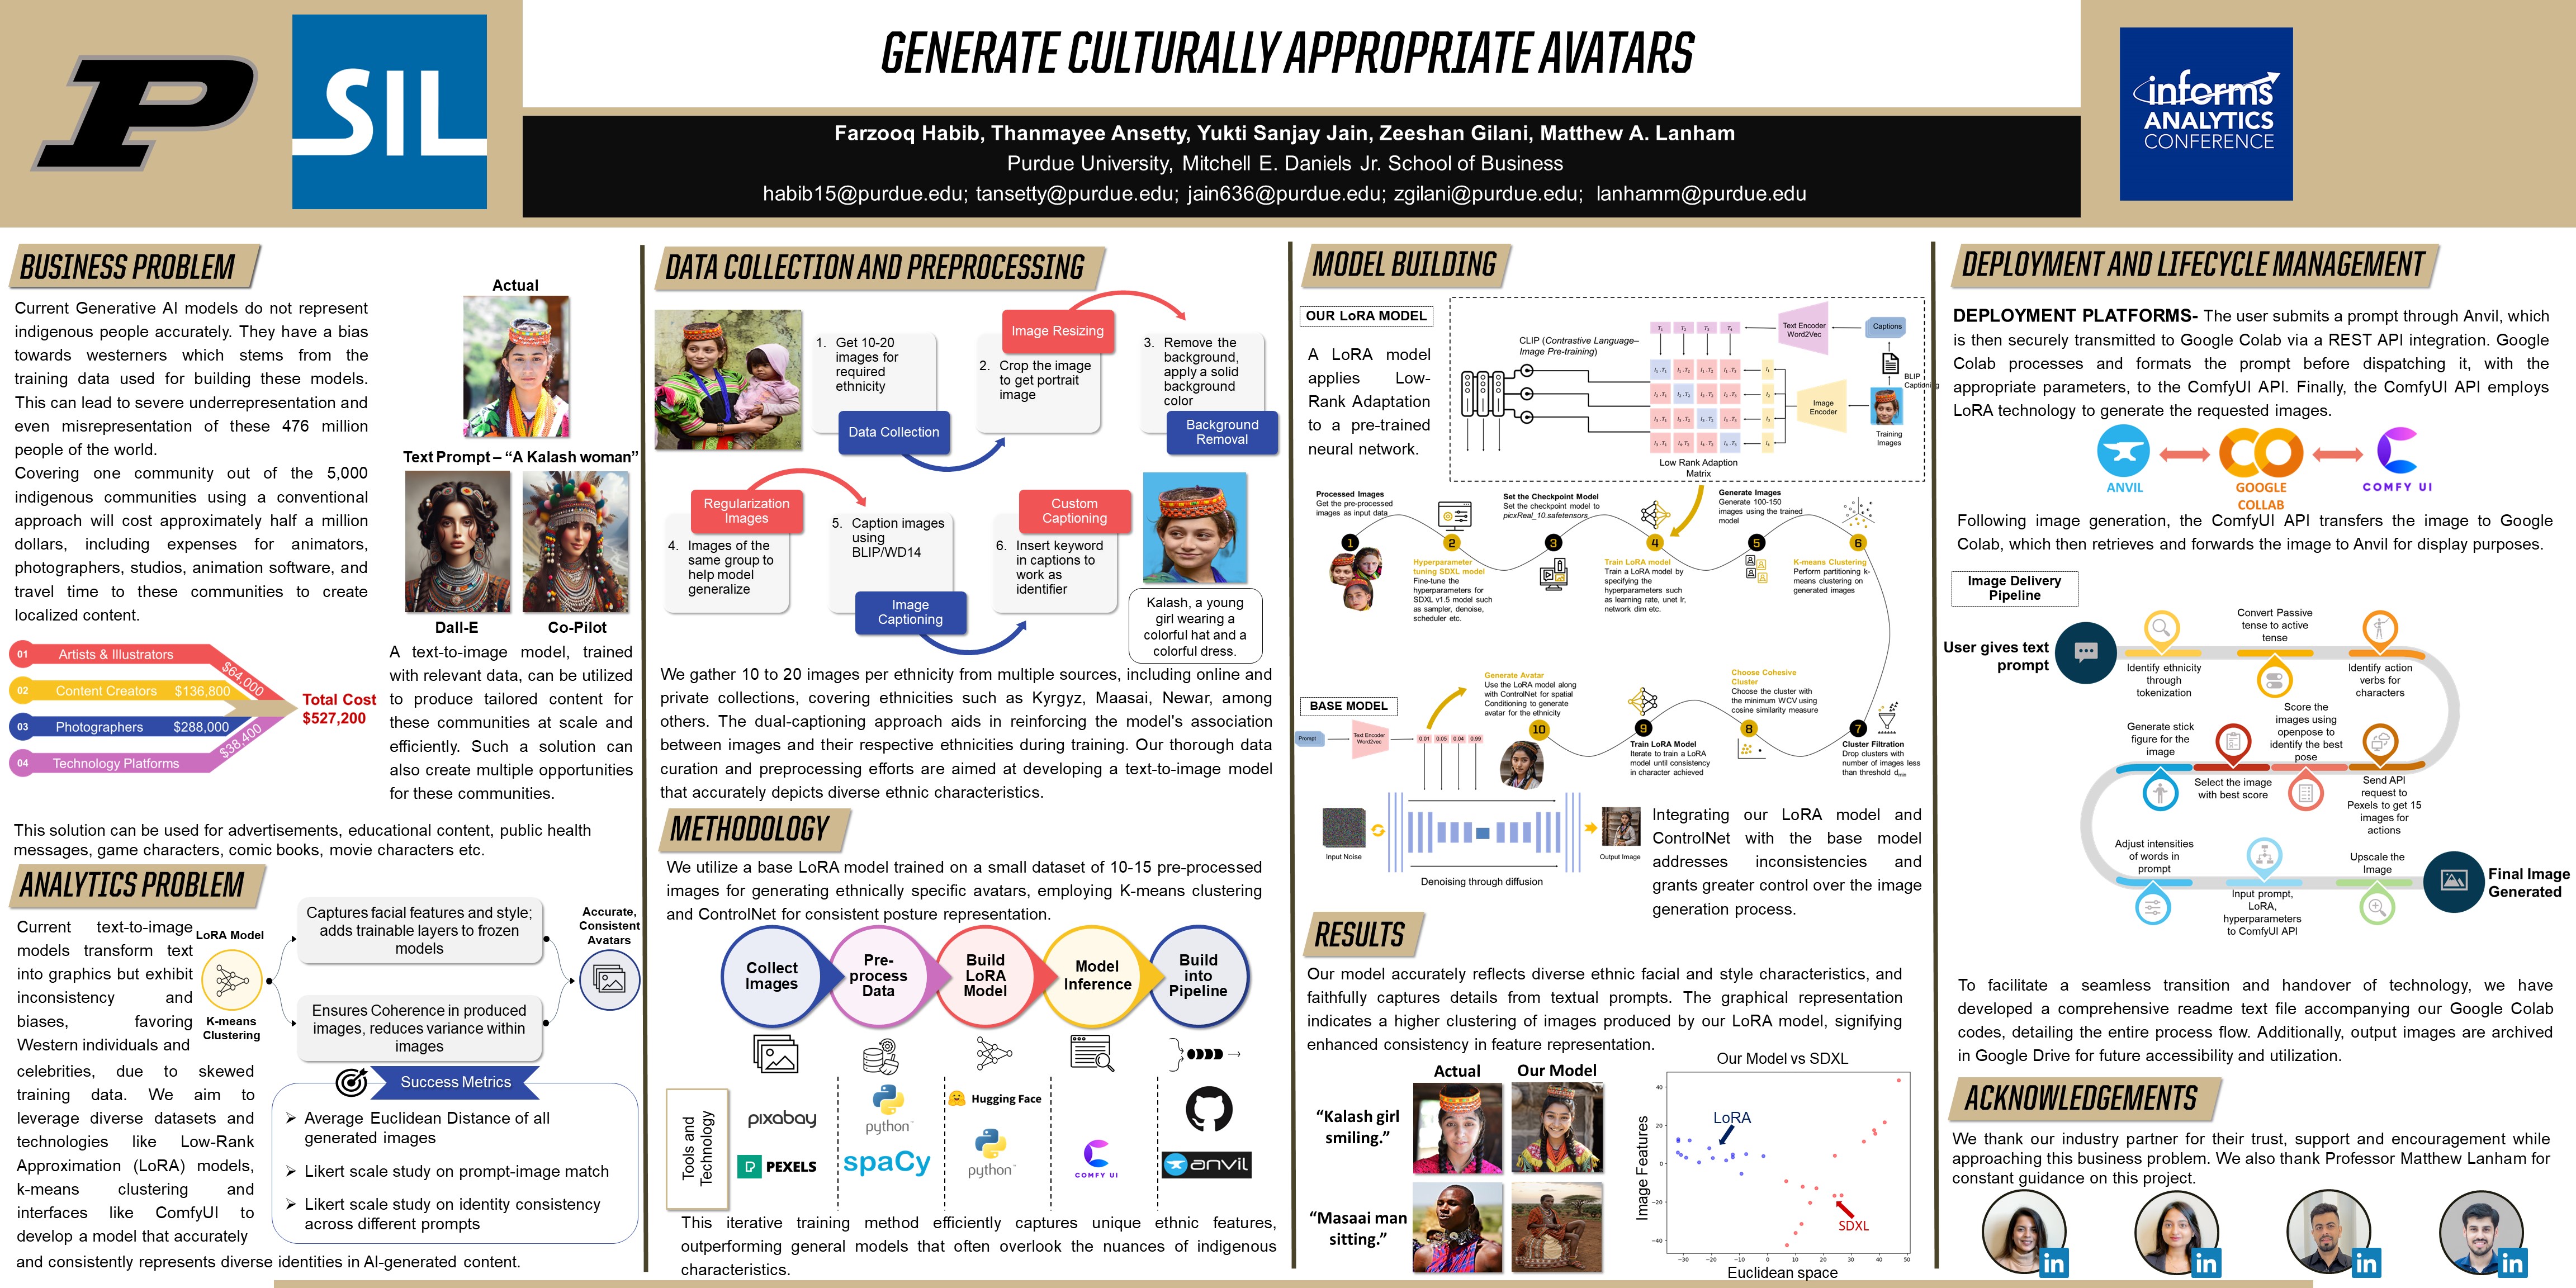 P
SIL
GENERATE CULTURALLY APPROPRIATE AVATARS
Farzooq Habib, Thanmayee Ansetty, Yukti Sanjay Jain, Zeeshan Gilani, Matthew A. Lanham
Purdue University, Mitchell E. Daniels Jr. School of Business
habib15@purdue.edu; tansetty@purdue.edu; jain636@purdue.edu; zgilani@purdue.edu; lanhamm@purdue.edu
informs
ANALYTICS
CONFERENCE
BUSINESS PROBLEM
Current Generative AI models do not represent
indigenous people accurately. They have a bias
towards westerners which stems from the
training data used for building these models.
This can lead to severe underrepresentation and
even misrepresentation of these 476 million
people of the world.
Covering one community out of the 5,000
indigenous communities using a conventional
approach will cost approximately half a million
dollars, including expenses for animators,
photographers, studios, animation software, and
travel time to these communities to create
localized content.
Actual
Text Prompt – “A Kalash woman”
Dall-E
Co-Pilot
01 Artists & Illustrators $64,000
02 Content Creators $136,800
03 Photographers $288,000
04 Technology Platforms $38,400
Total Cost
$527,200
A text-to-image model, trained
with relevant data, can be utilized
to produce tailored content for
these communities at scale and
efficiently. Such a solution can
also create multiple opportunities
for these communities.
This solution can be used for advertisements, educational content, public health
messages, game characters, comic books, movie characters etc.
ANALYTICS PROBLEM
Current text-to-image
models transform text
into graphics but exhibit
inconsistency and
biases, favoring
Western individuals and
celebrities, due to skewed
training data. We aim to
leverage diverse datasets and
technologies like Low-Rank
Approximation (LoRA) models,
k-means clustering and
interfaces like ComfyUI to
develop a model that accurately
and consistently represents diverse identities in AI-generated content.
LoRA Model
K-means
Clustering
Captures facial features and style;
adds trainable layers to frozen
models
Ensures Coherence in produced
images, reduces variance within
images
Accurate,
Consistent
Avatars
Success Metrics
Average Euclidean Distance of all
generated images
Likert scale study on prompt-image match
Likert scale study on identity consistency
across different prompts
DATA COLLECTION AND PREPROCESSING
1. Get 10-20
images for
required
ethnicity
Data Collection
Image Resizing
2. Crop the image
to get portrait
image
3. Remove the
background,
apply a solid
background
color
Background
Removal
Regularization
Images
4. Images of the
same group to
help model
generalize
5. Caption images
using
BLIP/WD14
Image
Captioning
Custom
Captioning
6. Insert keyword
in captions to
work as
identifier
Kalash, a young
girl wearing a
colorful hat and a
colorful dress.
We gather 10 to 20 images per ethnicity from multiple sources, including online and
private collections, covering ethnicities such as Kyrgyz, Maasai, Newar, among
others. The dual-captioning approach aids in reinforcing the model's association
between images and their respective ethnicities during training. Our thorough data
curation and preprocessing efforts are aimed at developing a text-to-image model
that accurately depicts diverse ethnic characteristics.
METHODOLOGY
We utilize a base LoRA model trained on a small dataset of 10-15 pre-processed
images for generating ethnically specific avatars, employing K-means clustering
and ControlNet for consistent posture representation.
Collect
Images
Pre-
process
Data
Build
LoRA
Model
Model
Inference
Build
into
Pipeline
Tools and
Technology
pixabay
PEXELS
python
spaCy
Hugging Face
python
COMFY UI
anvil
This iterative training method efficiently captures unique ethnic features,
outperforming general models that often overlook the nuances of indigenous
characteristics.
MODEL BUILDING
OUR LoRA MODEL
A LoRA model
applies Low-
Rank Adaptation
to a pre-trained
neural network.
CLIP (Contrastive Language–
Image Pre-training)
Text Encoder
Word2Vec
Captions
BLIP
Captioning
Image
Encoder
Training
Images
Low Rank Adaption
Matrix
Processed Images
Get the pre-processed
images as input data
1
2
Hyperparameter
tuning SDXL model
Fine-tune the
hyperparameters for
SDXL v1.5 model such
as sampler, denoise,
scheduler etc.
Set the Checkpoint Model
Set the checkpoint model to
picxReal_10.safetensors
3
4
Train LoRA model
Train a LoRA model by
specifying the
hyperparameters such
as learning rate, unet lr,
network dim etc.
Generate Images
Generate 100-150
images using the trained
model
5
6
K-means Clustering
Perform partitioning k-
means clustering on
generated images
7
Cluster Filtration
Drop clusters with
number of images less
than threshold dmin
Choose Cohesive
Cluster
Choose the cluster with
the minimum WCV using
cosine similarity measure
8
9
Train LoRA Model
Iterate to train a LoRA
model until consistency
in character achieved
Generate Avatar
Use the LoRA model along
with ControlNet for spatial
Conditioning to generate
avatar for the ethnicity
10
BASE MODEL
Prompt
Text Encoder
Word2vec
0.01 0.05 0.04 0.99
Input Noise
Denoising through diffusion
Output Image
Integrating our LoRA model and
ControlNet with the base model
addresses inconsistencies and
grants greater control over the image
generation process.
RESULTS
Our model accurately reflects diverse ethnic facial and style characteristics, and
faithfully captures details from textual prompts. The graphical representation
indicates a higher clustering of images produced by our LoRA model, signifying
enhanced consistency in feature representation.
Actual
Our Model
“Kalash girl
smiling.”
“Masaai man
sitting.”
Our Model vs SDXL
Image Features
40
20
0
−20
−40
LoRA
SDXL
−30 −20 −10 0 10 20 30 40 50
Euclidean space
DEPLOYMENT AND LIFECYCLE MANAGEMENT
DEPLOYMENT PLATFORMS- The user submits a prompt through Anvil, which
is then securely transmitted to Google Colab via a REST API integration. Google
Colab processes and formats the prompt before dispatching it, with the
appropriate parameters, to the ComfyUI API. Finally, the ComfyUI API employs
LoRA technology to generate the requested images.
ANVIL
GOOGLE
COLLAB
COMFY UI
Following image generation, the ComfyUI API transfers the image to Google
Colab, which then retrieves and forwards the image to Anvil for display purposes.
Image Delivery
Pipeline
User gives text
prompt
Identify ethnicity
through
tokenization
Convert Passive
tense to active
tense
Identify action
verbs for
characters
Generate stick
figure for the
image
Select the image
with best score
Score the
images using
openpose to
identify the best
pose
Send API
request to
Pexels to get 15
images for
actions
Adjust intensities
of words in
prompt
Input prompt,
LoRA,
hyperparameters
to ComfyUI API
Upscale the
Image
Final Image
Generated
To facilitate a seamless transition and handover of technology, we have
developed a comprehensive readme text file accompanying our Google Colab
codes, detailing the entire process flow. Additionally, output images are archived
in Google Drive for future accessibility and utilization.
ACKNOWLEDGEMENTS
We thank our industry partner for their trust, support and encouragement while
approaching this business problem. We also thank Professor Matthew Lanham for
constant guidance on this project.
in
in
in
in